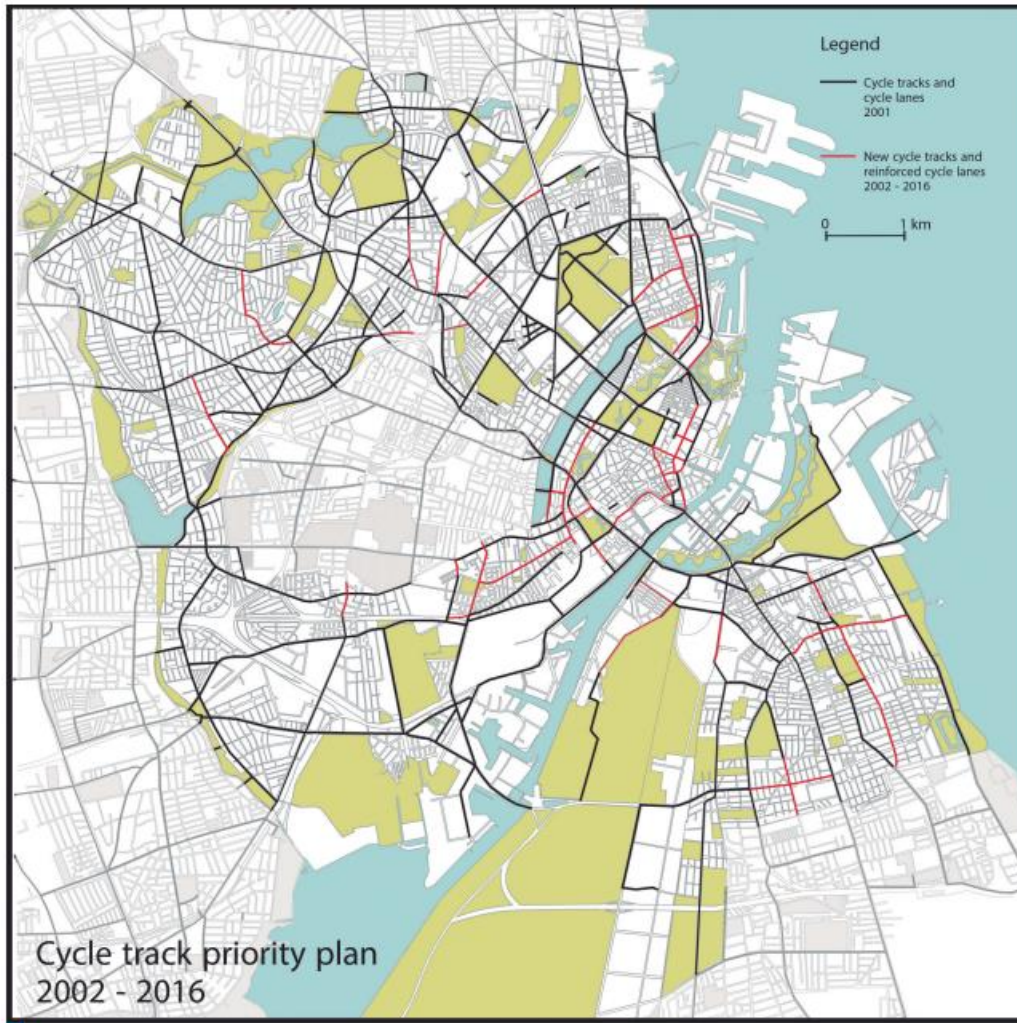 Legend
Cycle tracks and
cycle lanes
2001
New cycle tracks and
reinforced cycle lanes
2002 - 2016
0 1 km
Cycle track priority plan
2002 - 2016